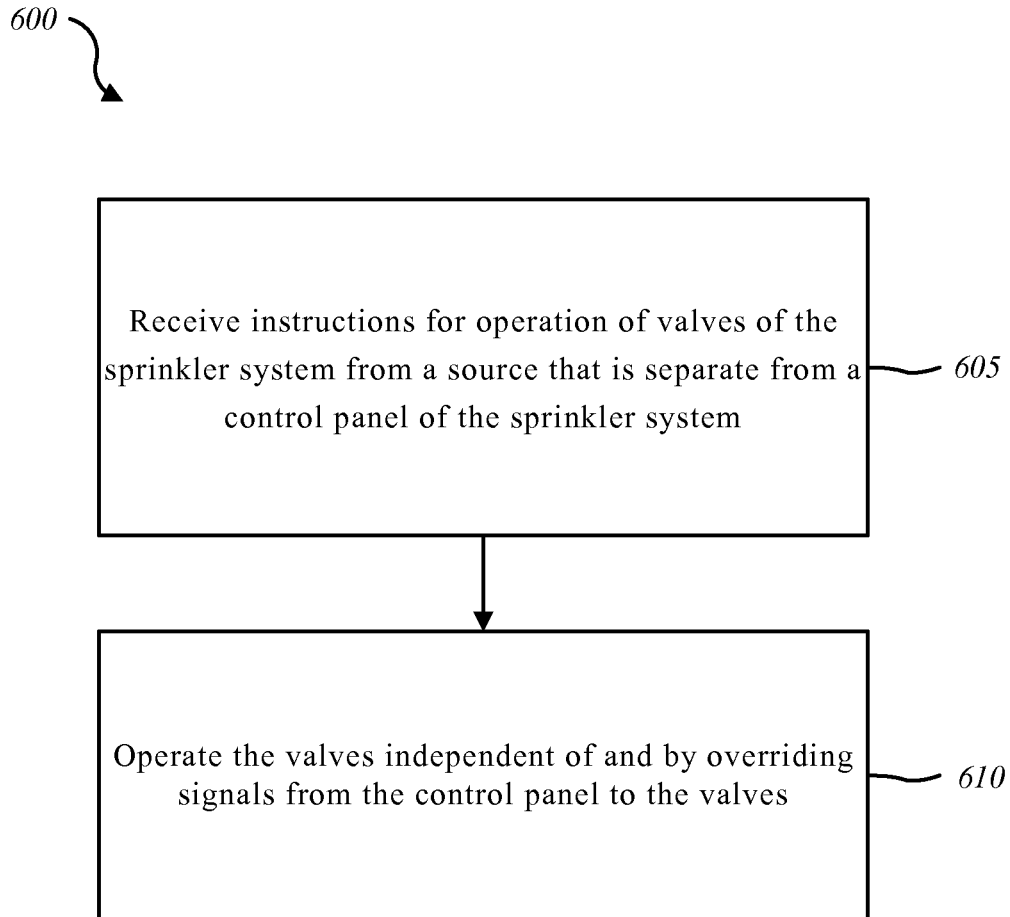 600
Receive instructions for operation of valves of the
sprinkler system from a source that is separate from a
control panel of the sprinkler system
605
Operate the valves independent of and by overriding
signals from the control panel to the valves
610